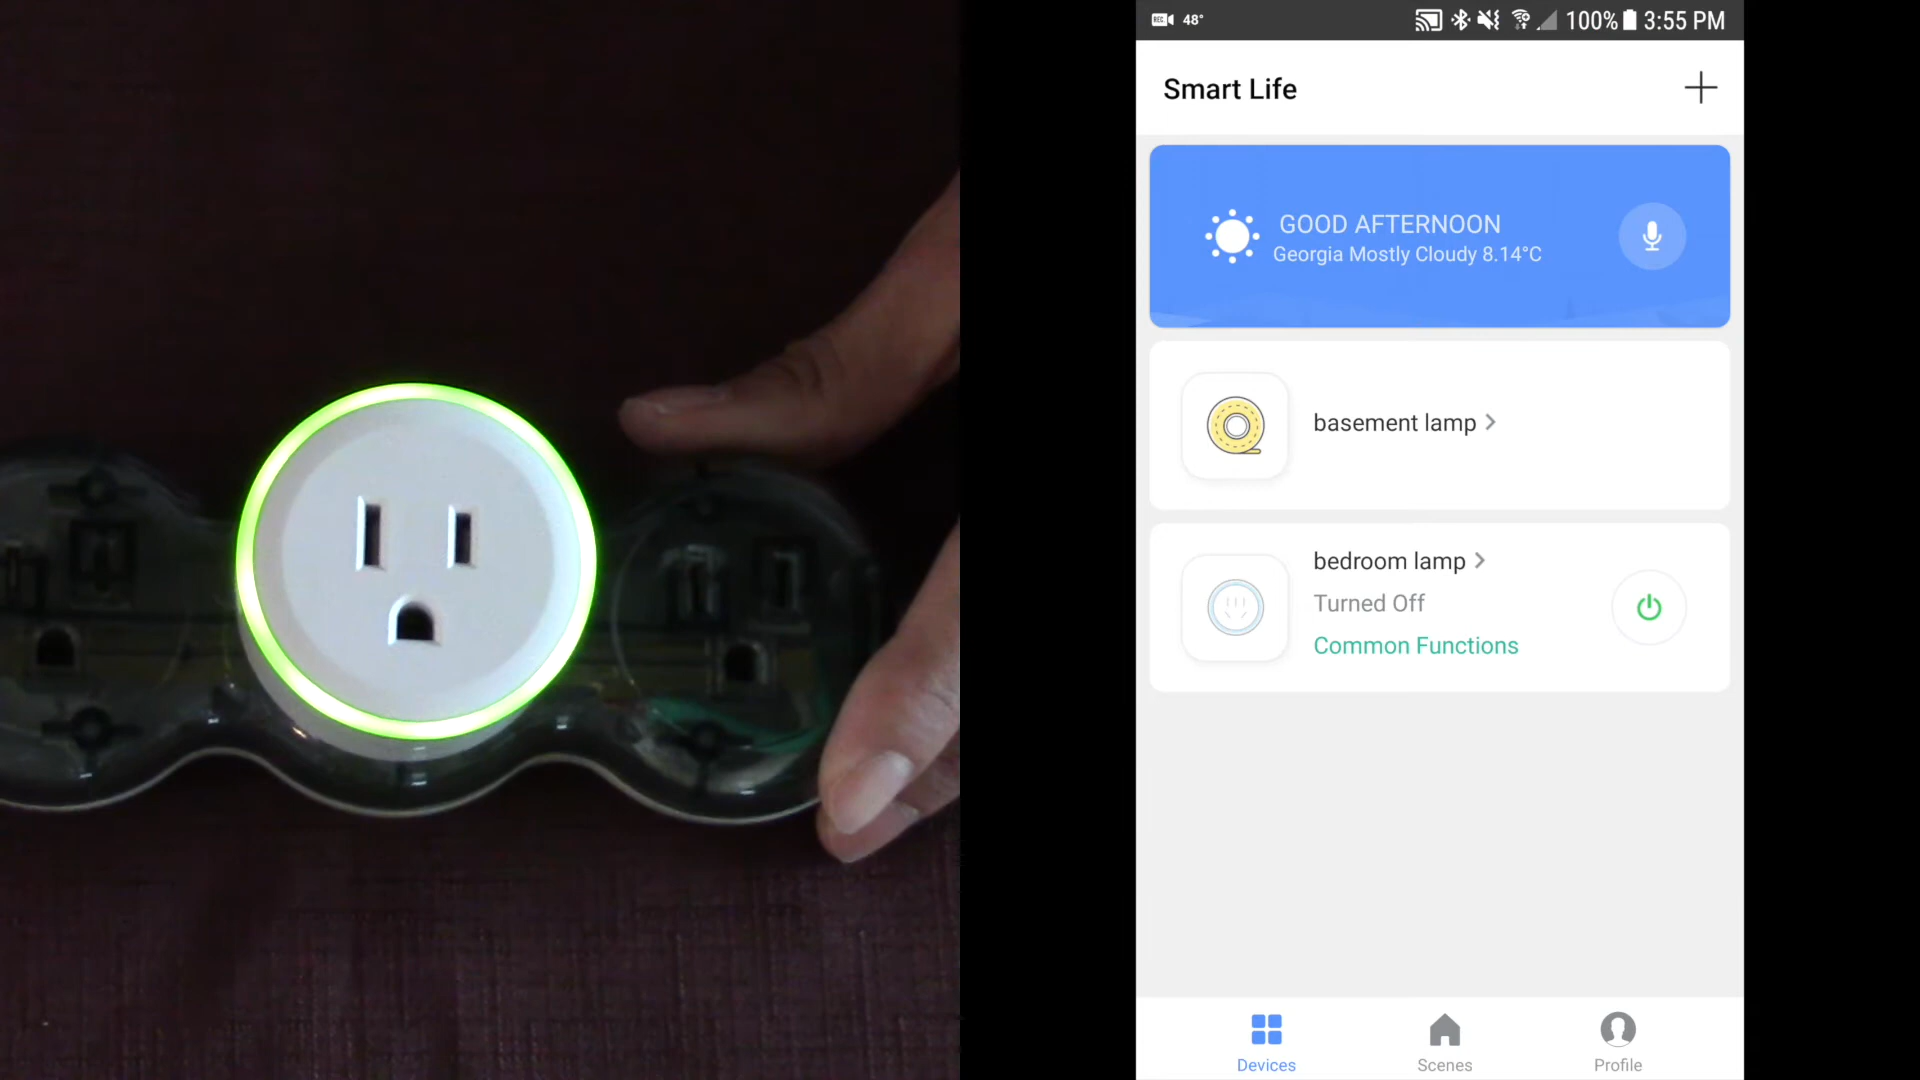 REC 48°
100% 3:55 PM
Smart Life
GOOD AFTERNOON
Georgia Mostly Cloudy 8.14°C
basement lamp
bedroom lamp
Turned Off
Common Functions
Devices
Scenes
Profile